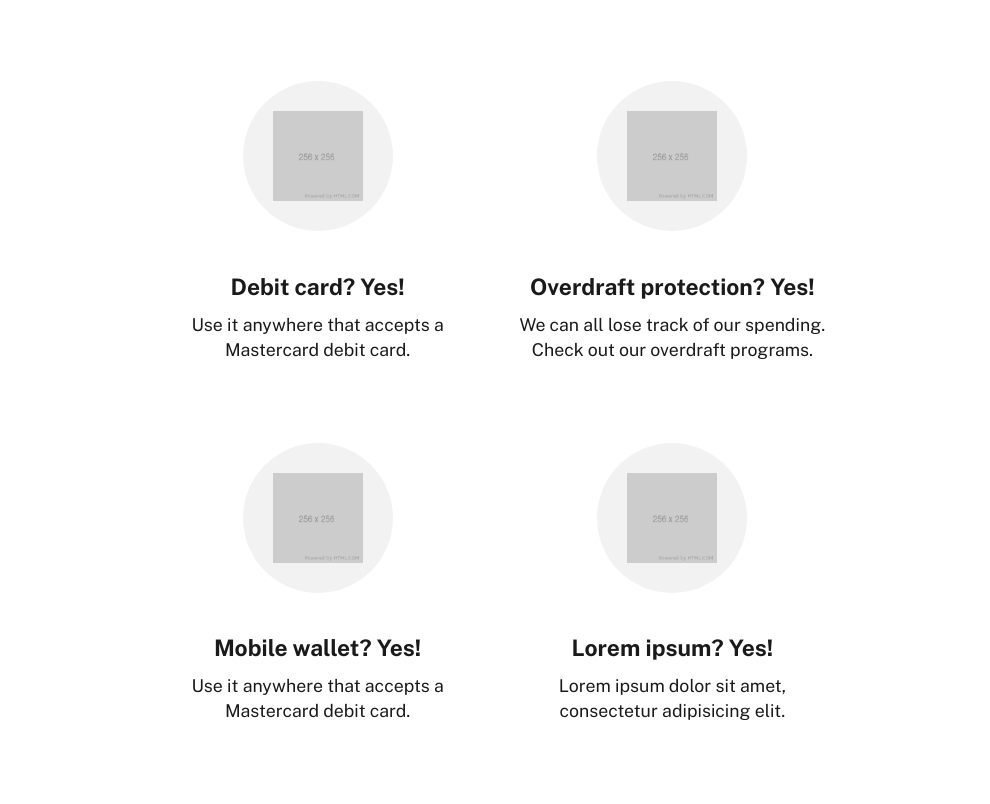 256 x 256
Powered by HTML.COM
256 x 256
Powered by HTML.COM
Debit card? Yes!
Use it anywhere that accepts a
Mastercard debit card.
Overdraft protection? Yes!
We can all lose track of our spending.
Check out our overdraft programs.
256 x 256
Powered by HTML.COM
256 x 256
Powered by HTML.COM
Mobile wallet? Yes!
Use it anywhere that accepts a
Mastercard debit card.
Lorem ipsum? Yes!
Lorem ipsum dolor sit amet,
consectetur adipisicing elit.